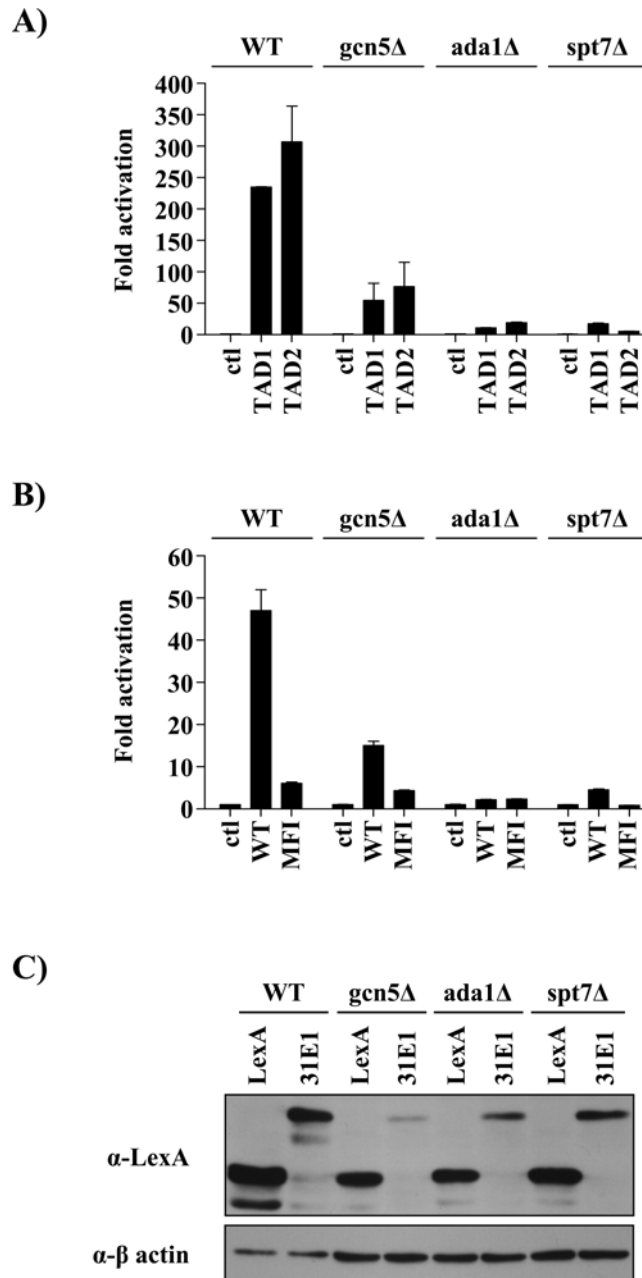 A)
WT gcn5Δ ada1Δ spt7Δ
400
350
300
250
200
150
100
50
0
Fold activation
ctl TAD1 TAD2 ctl TAD1 TAD2 ctl TAD1 TAD2 ctl TAD1 TAD2
B)
WT gcn5Δ ada1Δ spt7Δ
60
50
40
30
20
10
0
Fold activation
ctl WT MFI ctl WT MFI ctl WT MFI ctl WT MFI
C)
WT gcn5Δ ada1Δ spt7Δ
LexA 31E1 LexA 31E1 LexA 31E1 LexA 31E1
α-LexA
α-β actin